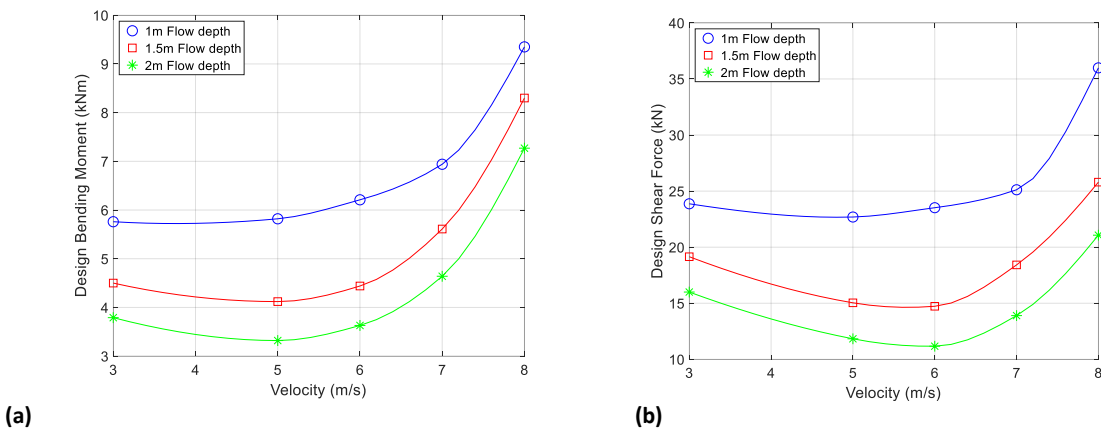 10
9
8
7
6
5
4
3
Design Bending Moment (kNm)
1m Flow depth
1.5m Flow depth
2m Flow depth
3 4 5 6 7 8
Velocity (m/s)
(a)
40
35
30
25
20
15
10
Design Shear Force (kN)
1m Flow depth
1.5m Flow depth
2m Flow depth
3 4 5 6 7 8
Velocity (m/s)
(b)